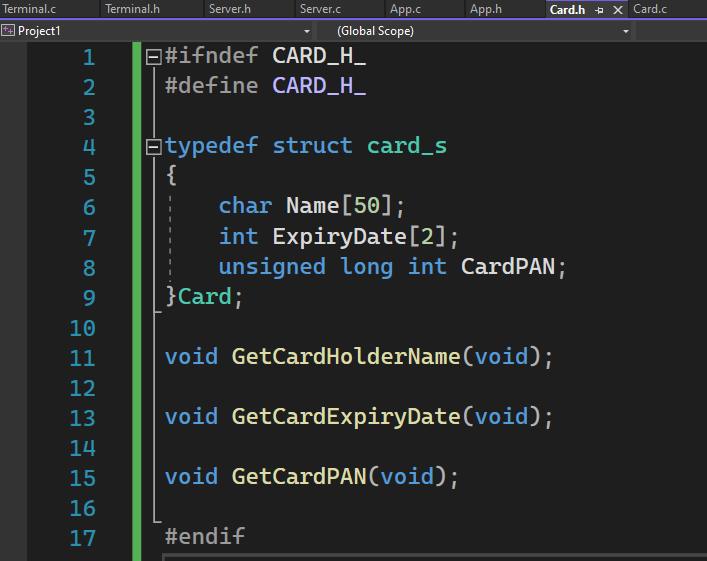 Terminal.c Terminal.h Server.h Server.c App.c App.h Card.h Card.c
Project1 (Global Scope)
1 #ifndef CARD_H_
2 #define CARD_H_
3
4 typedef struct card_s
5 {
6 char Name[50];
7 int ExpiryDate[2];
8 unsigned long int CardPAN;
9 }Card;
10
11 void GetCardHolderName(void);
12
13 void GetCardExpiryDate(void);
14
15 void GetCardPAN(void);
16
17 #endif